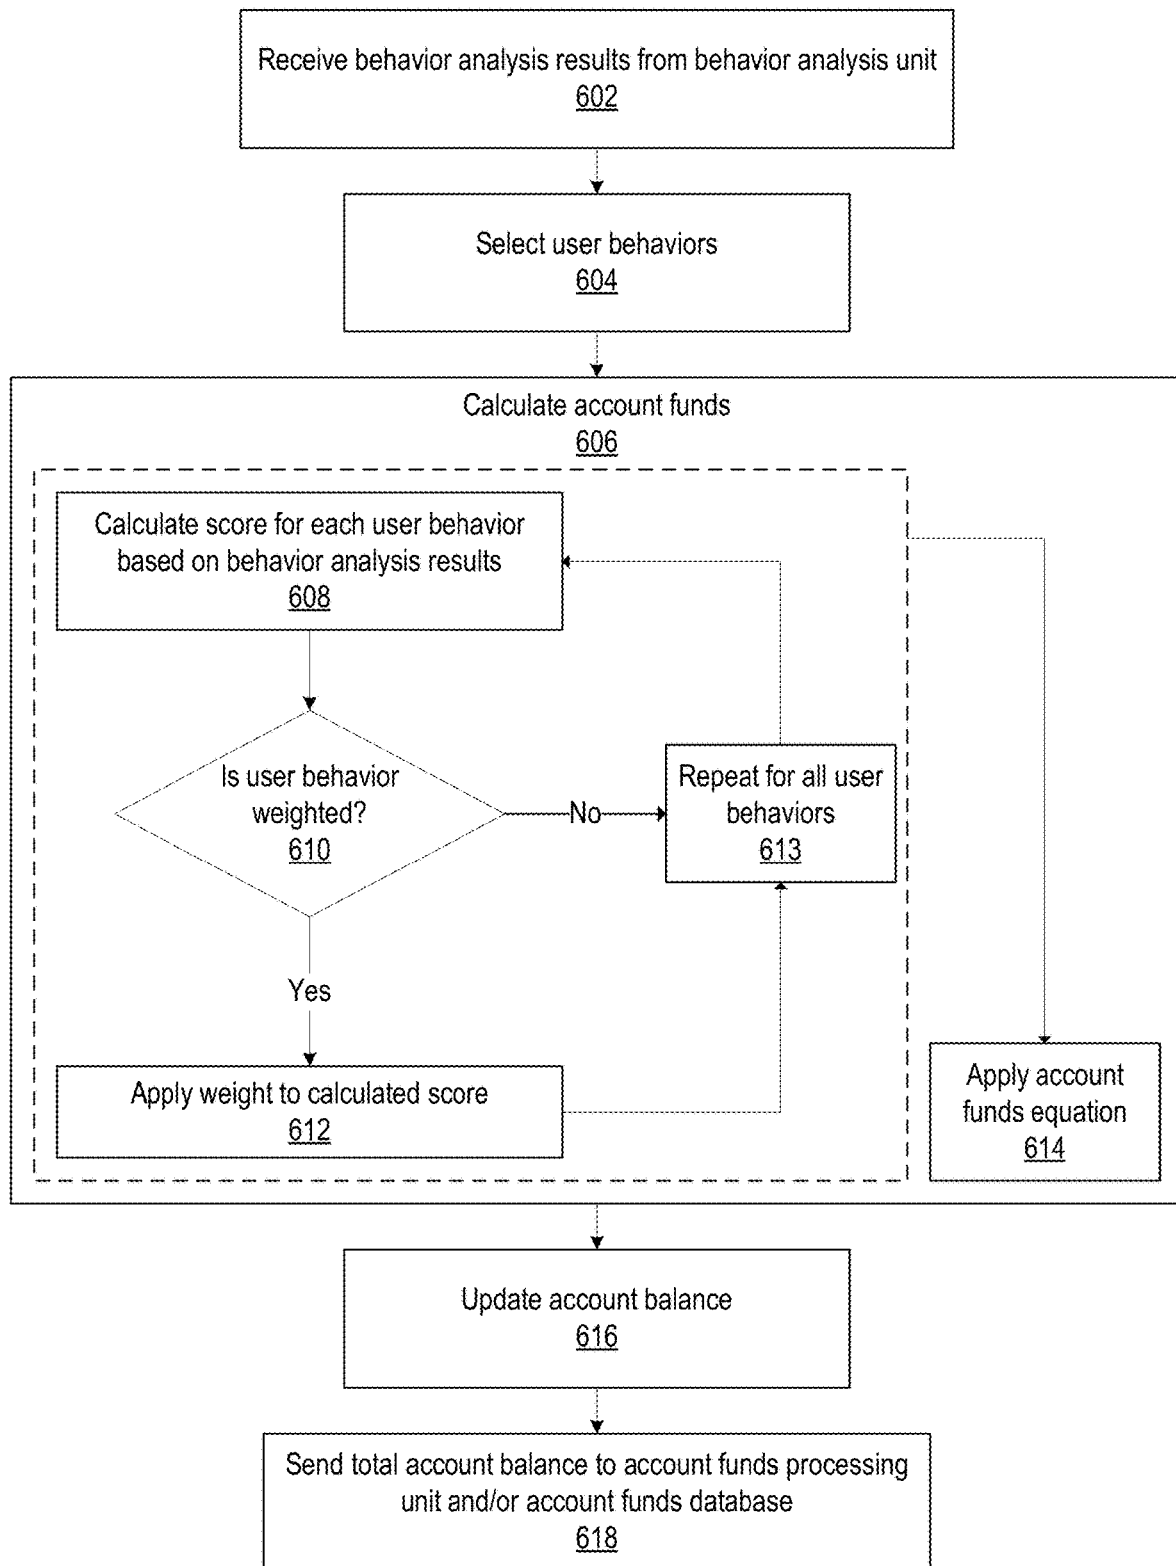 Receive behavior analysis results from behavior analysis unit
602
Select user behaviors
604
Calculate account funds
606
Calculate score for each user behavior
based on behavior analysis results
608
Is user behavior
weighted?
610
No
Repeat for all user
behaviors
613
Yes
Apply weight to calculated score
612
Apply account
funds equation
614
Update account balance
616
Send total account balance to account funds processing
unit and/or account funds database
618